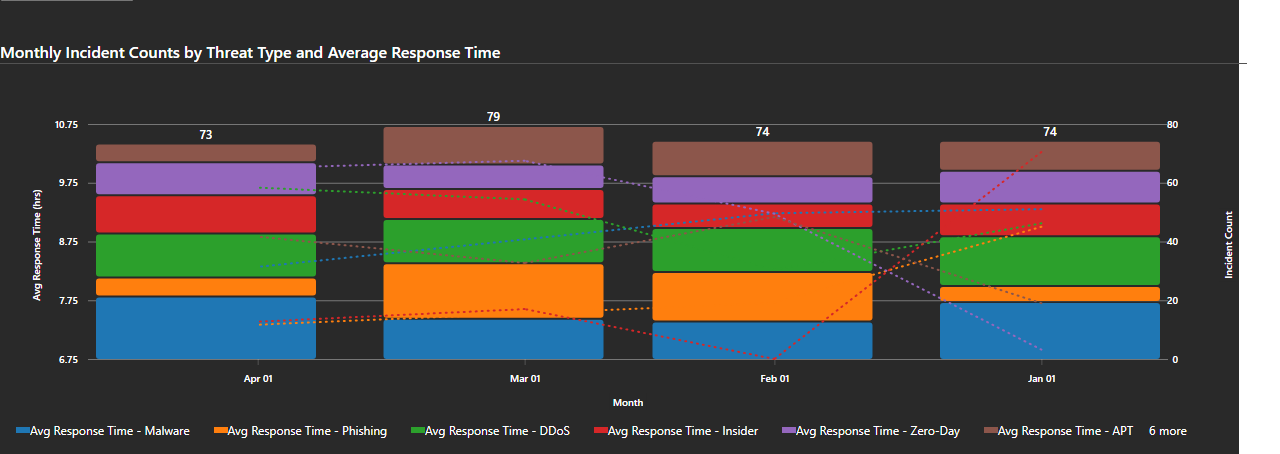 Monthly Incident Counts by Threat Type and Average Response Time
10.75
9.75
8.75
7.75
6.75
Avg Response Time (hrs)
73
79
74
74
80
60
40
20
0
Incident Count
Apr 01
Mar 01
Feb 01
Jan 01
Month
Avg Response Time - Malware
Avg Response Time - Phishing
Avg Response Time - DDoS
Avg Response Time - Insider
Avg Response Time - Zero-Day
Avg Response Time - APT
6 more